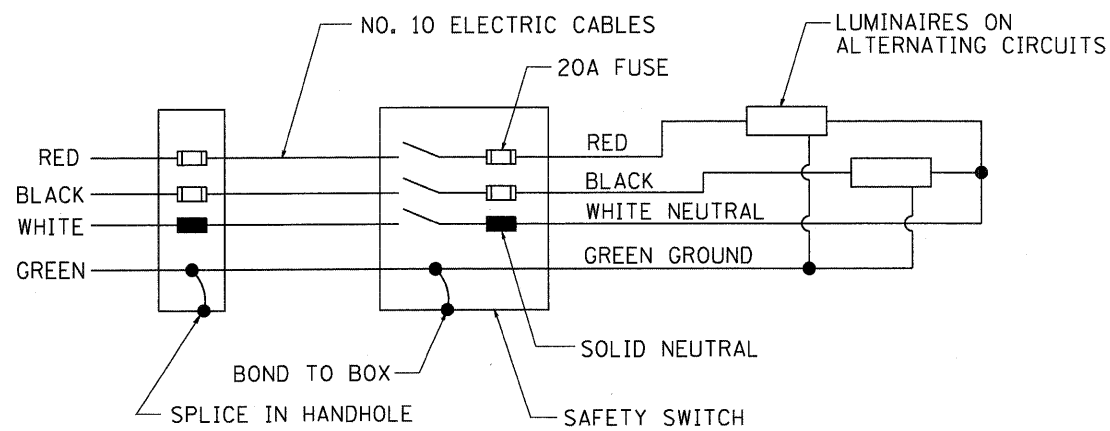 NO. 10 ELECTRIC CABLES
LUMINAIRES ON
ALTERNATING CIRCUITS
20A FUSE
RED
BLACK
WHITE
GREEN
RED
BLACK
WHITE NEUTRAL
GREEN GROUND
SOLID NEUTRAL
BOND TO BOX
SPLICE IN HANDHOLE
SAFETY SWITCH